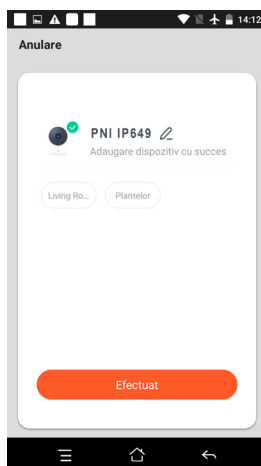 14:12
Anulare
PNI IP649
Adaugare dispozitiv cu succes
Living Ro...
Plantelor
Efectuat